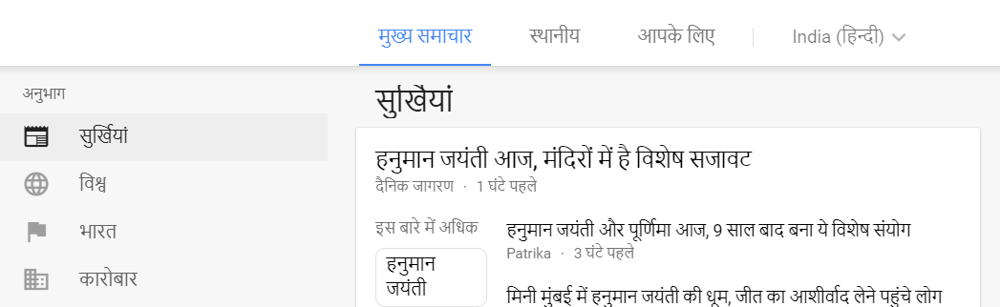 मुख्य समाचार स्थानीय आपके लिए India (हिन्दी)
अनुभाग
सुर्खियां
विश्व
भारत
कारोबार
सुर्खियां
हनुमान जयंती आज, मंदिरों में है विशेष सजावट
दैनिक जागरण · 1 घंटे पहले
इस बारे में अधिक
हनुमान
जयंती
हनुमान जयंती और पूर्णिमा आज, 9 साल बाद बना ये विशेष संयोग
Patrika · 3 घंटे पहले
मिनी मुंबई में हनुमान जयंती की धूम, जीत का आशीर्वाद लेने पहुंचे लोग